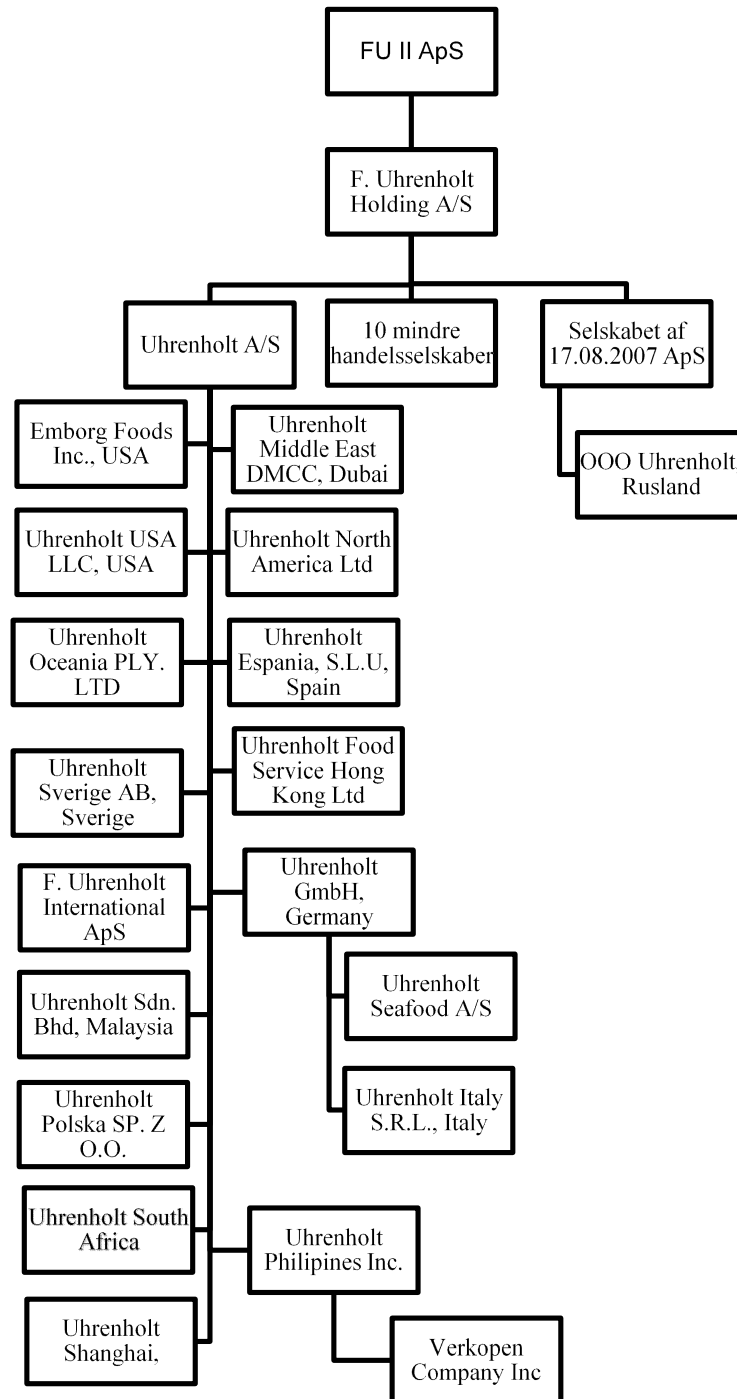 FU II ApS
F. Uhrenholt
Holding A/S
Uhrenholt A/S
10 mindre
handelsselskaber
Selskabet af
17.08.2007 ApS
Emborg Foods
Inc., USA
Uhrenholt
Middle East
DMCC, Dubai
OOO Uhrenholt,
Rusland
Uhrenholt USA
LLC, USA
Uhrenholt North
America Ltd
Uhrenholt
Oceania PLY.
LTD
Uhrenholt
Espania, S.L.U,
Spain
Uhrenholt
Sverige AB,
Sverige
Uhrenholt Food
Service Hong
Kong Ltd
F. Uhrenholt
International
ApS
Uhrenholt
GmbH,
Germany
Uhrenholt Sdn.
Bhd, Malaysia
Uhrenholt
Seafood A/S
Uhrenholt
Polska SP. Z
O.O.
Uhrenholt Italy
S.R.L., Italy
Uhrenholt South
Africa
Uhrenholt
Philipines Inc.
Uhrenholt
Shanghai,
Verkopen
Company Inc